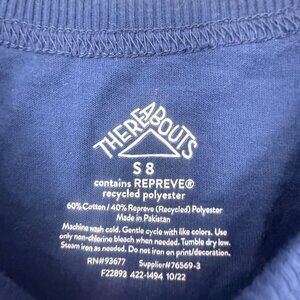 THEREABOUTS
S 8
contains REPREVE®
recycled polyester
60% Cotton / 40% Repreve (Recycled) Polyester
Made in Pakistan
Machine wash cold. Gentle cycle with like colors. Use
only non-chlorine bleach when needed. Tumble dry low.
Steam iron as needed. Do not iron on print/decoration.
RN#93677 Supplier#76569-3
F22893 422-1494 10/22